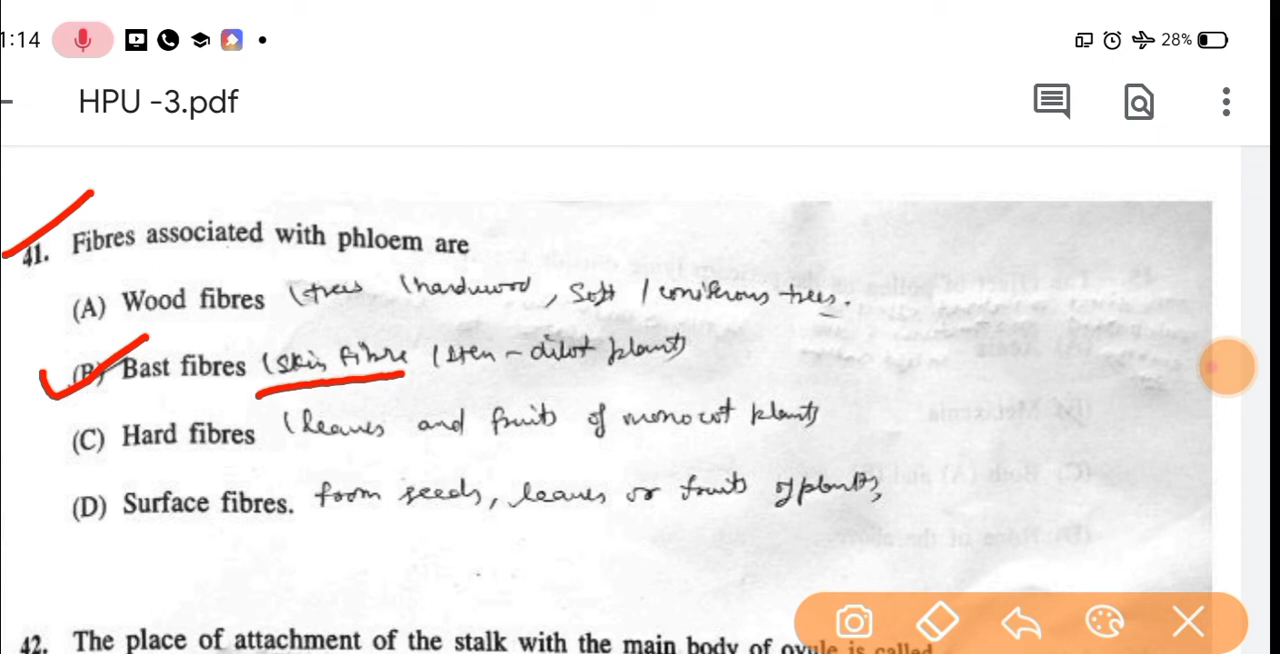 1:14 28%
HPU -3.pdf
41. Fibres associated with phloem are
(A) Wood fibres (trees (hardwood, Soft / coniferous trees.
(B) Bast fibres (Skin fibre (stem - dicot plants)
(C) Hard fibres (leaves and fruits of monocot plants
(D) Surface fibres. from seeds, leaves or fruits of plants,
42. The place of attachment of the stalk with the main body of ovule is called